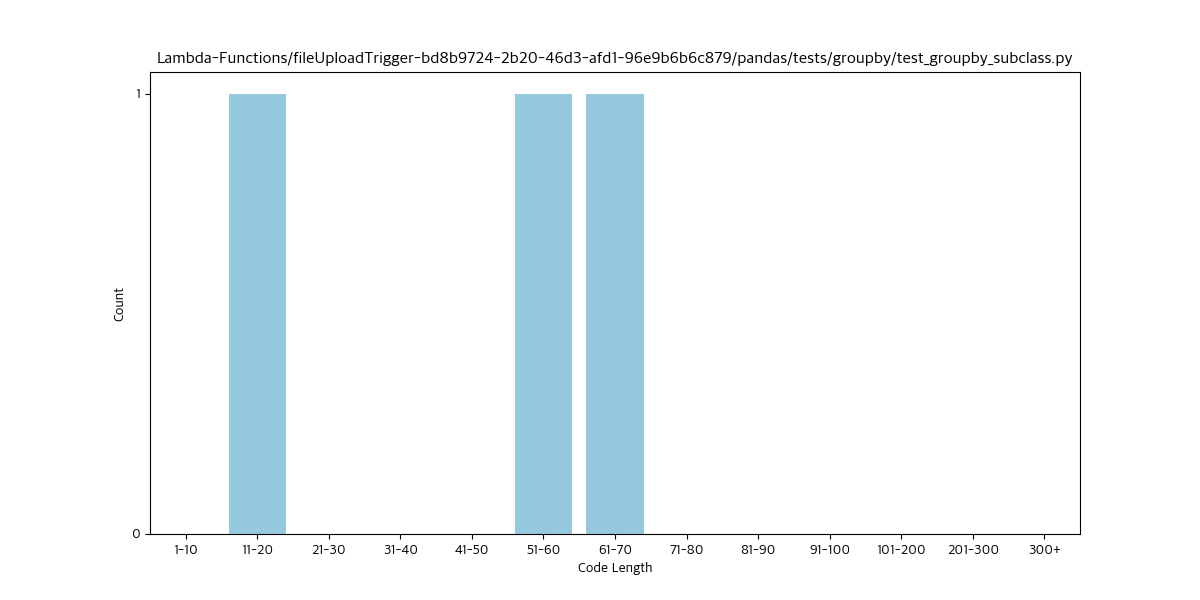 Lambda-Functions/fileUploadTrigger-bd8b9724-2b20-46d3-afd1-96e9b6b6c879/pandas/tests/groupby/test_groupby_subclass.py
1
Count
0
1-10 11-20 21-30 31-40 41-50 51-60 61-70 71-80 81-90 91-100 101-200 201-300 300+
Code Length